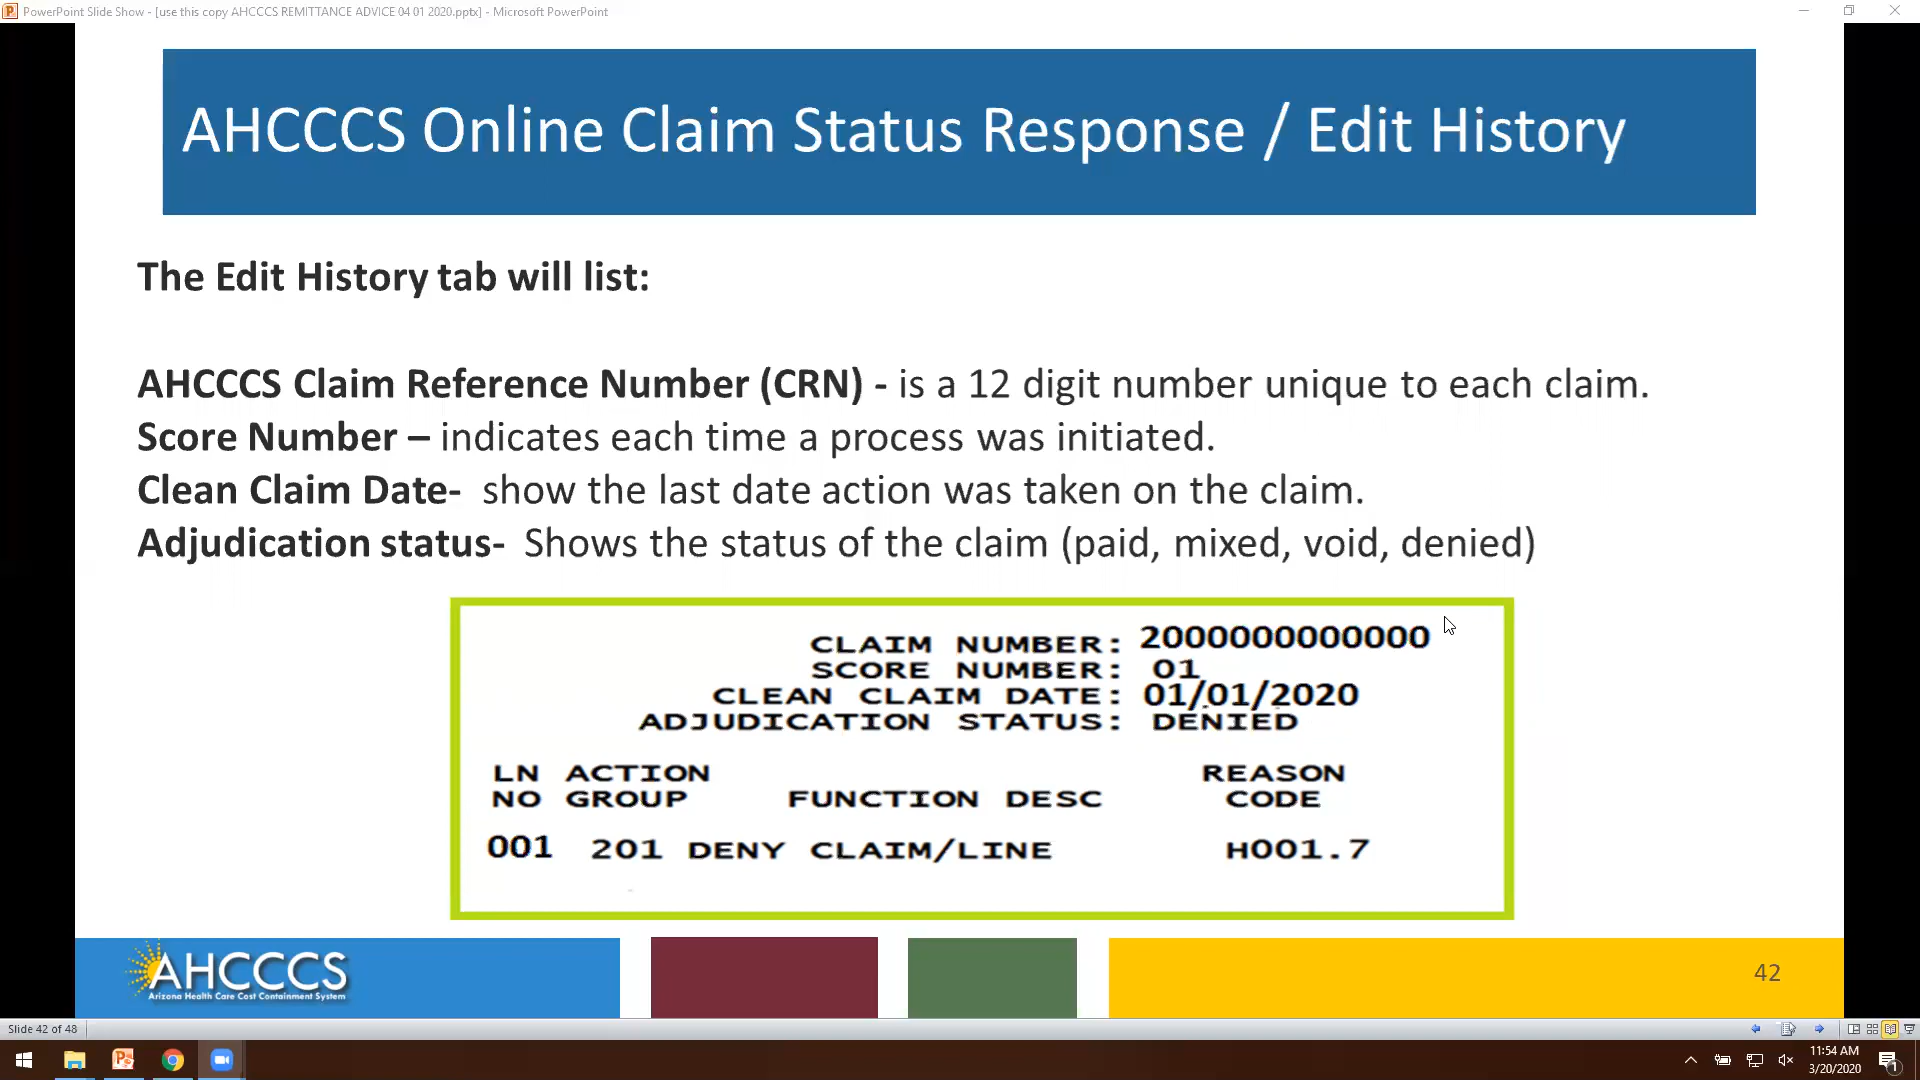 PowerPoint Slide Show - [use this copy AHCCCS REMITTANCE ADVICE 04 01 2020.pptx] - Microsoft PowerPoint
AHCCCS Online Claim Status Response / Edit History
The Edit History tab will list:
AHCCCS Claim Reference Number (CRN) - is a 12 digit number unique to each claim.
Score Number – indicates each time a process was initiated.
Clean Claim Date-  show the last date action was taken on the claim.
Adjudication status-  Shows the status of the claim (paid, mixed, void, denied)
CLAIM NUMBER: 2000000000000
SCORE NUMBER: 01
CLEAN CLAIM DATE: 01/01/2020
ADJUDICATION STATUS: DENIED
LN ACTION REASON
NO GROUP FUNCTION DESC CODE
001 201 DENY CLAIM/LINE H001.7
AHCCCS
Arizona Health Care Cost Containment System
42
Slide 42 of 48
11:54 AM
3/20/2020
1